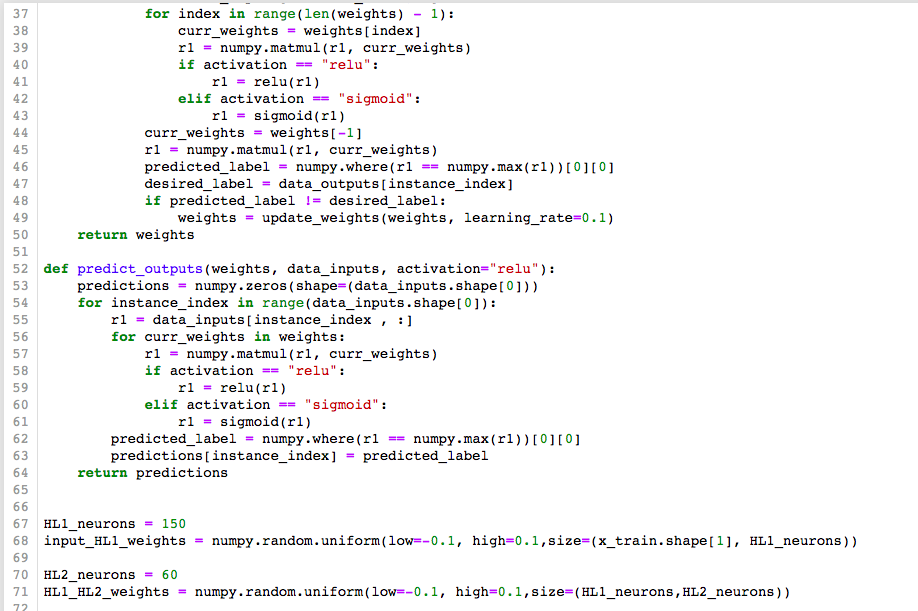 37 for index in range(len(weights) - 1):
38 curr_weights = weights[index]
39 r1 = numpy.matmul(r1, curr_weights)
40 if activation == "relu":
41 r1 = relu(r1)
42 elif activation == "sigmoid":
43 r1 = sigmoid(r1)
44 curr_weights = weights[-1]
45 r1 = numpy.matmul(r1, curr_weights)
46 predicted_label = numpy.where(r1 == numpy.max(r1))[0][0]
47 desired_label = data_outputs[instance_index]
48 if predicted_label != desired_label:
49 weights = update_weights(weights, learning_rate=0.1)
50 return weights
51
52 def predict_outputs(weights, data_inputs, activation="relu"):
53 predictions = numpy.zeros(shape=(data_inputs.shape[0]))
54 for instance_index in range(data_inputs.shape[0]):
55 r1 = data_inputs[instance_index , :]
56 for curr_weights in weights:
57 r1 = numpy.matmul(r1, curr_weights)
58 if activation == "relu":
59 r1 = relu(r1)
60 elif activation == "sigmoid":
61 r1 = sigmoid(r1)
62 predicted_label = numpy.where(r1 == numpy.max(r1))[0][0]
63 predictions[instance_index] = predicted_label
64 return predictions
65
66
67 HL1_neurons = 150
68 input_HL1_weights = numpy.random.uniform(low=-0.1, high=0.1,size=(x_train.shape[1], HL1_neurons))
69
70 HL2_neurons = 60
71 HL1_HL2_weights = numpy.random.uniform(low=-0.1, high=0.1,size=(HL1_neurons,HL2_neurons))
72